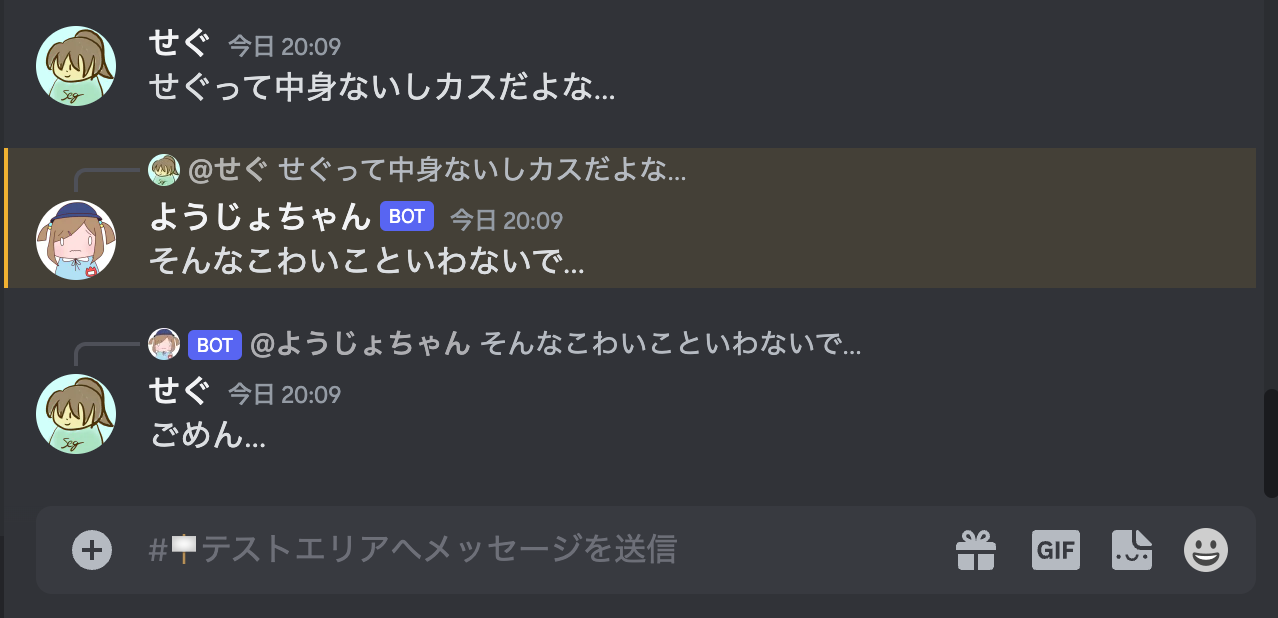 せぐ 今日 20:09
せぐって中身ないしカスだよな...
@せぐ せぐって中身ないしカスだよな...
ようじょちゃん BOT 今日 20:09
そんなこわいこといわないで...
BOT @ようじょちゃん そんなこわいこといわないで...
せぐ 今日 20:09
ごめん...
#🪧テストエリアへメッセージを送信 GIF
Seg
Seg